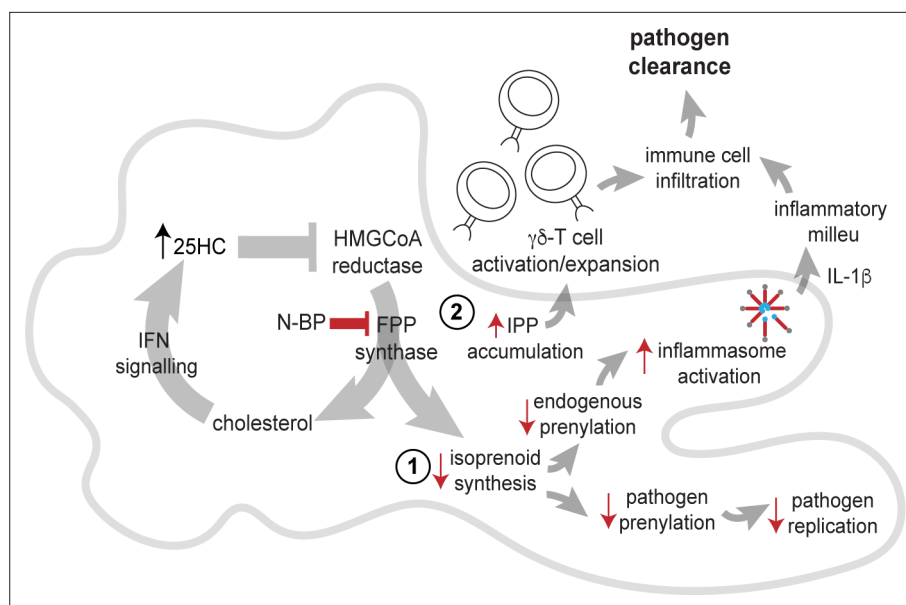 pathogen
clearance
immune cell
infiltration
inflammatory
milleu
IL-1β
γδ-T cell
activation/expansion
25HC
HMGCoA
reductase
N-BP
FPP
synthase
IFN
signalling
cholesterol
2
IPP
accumulation
inflammasome
activation
endogenous
prenylation
1
isoprenoid
synthesis
pathogen
prenylation
pathogen
replication